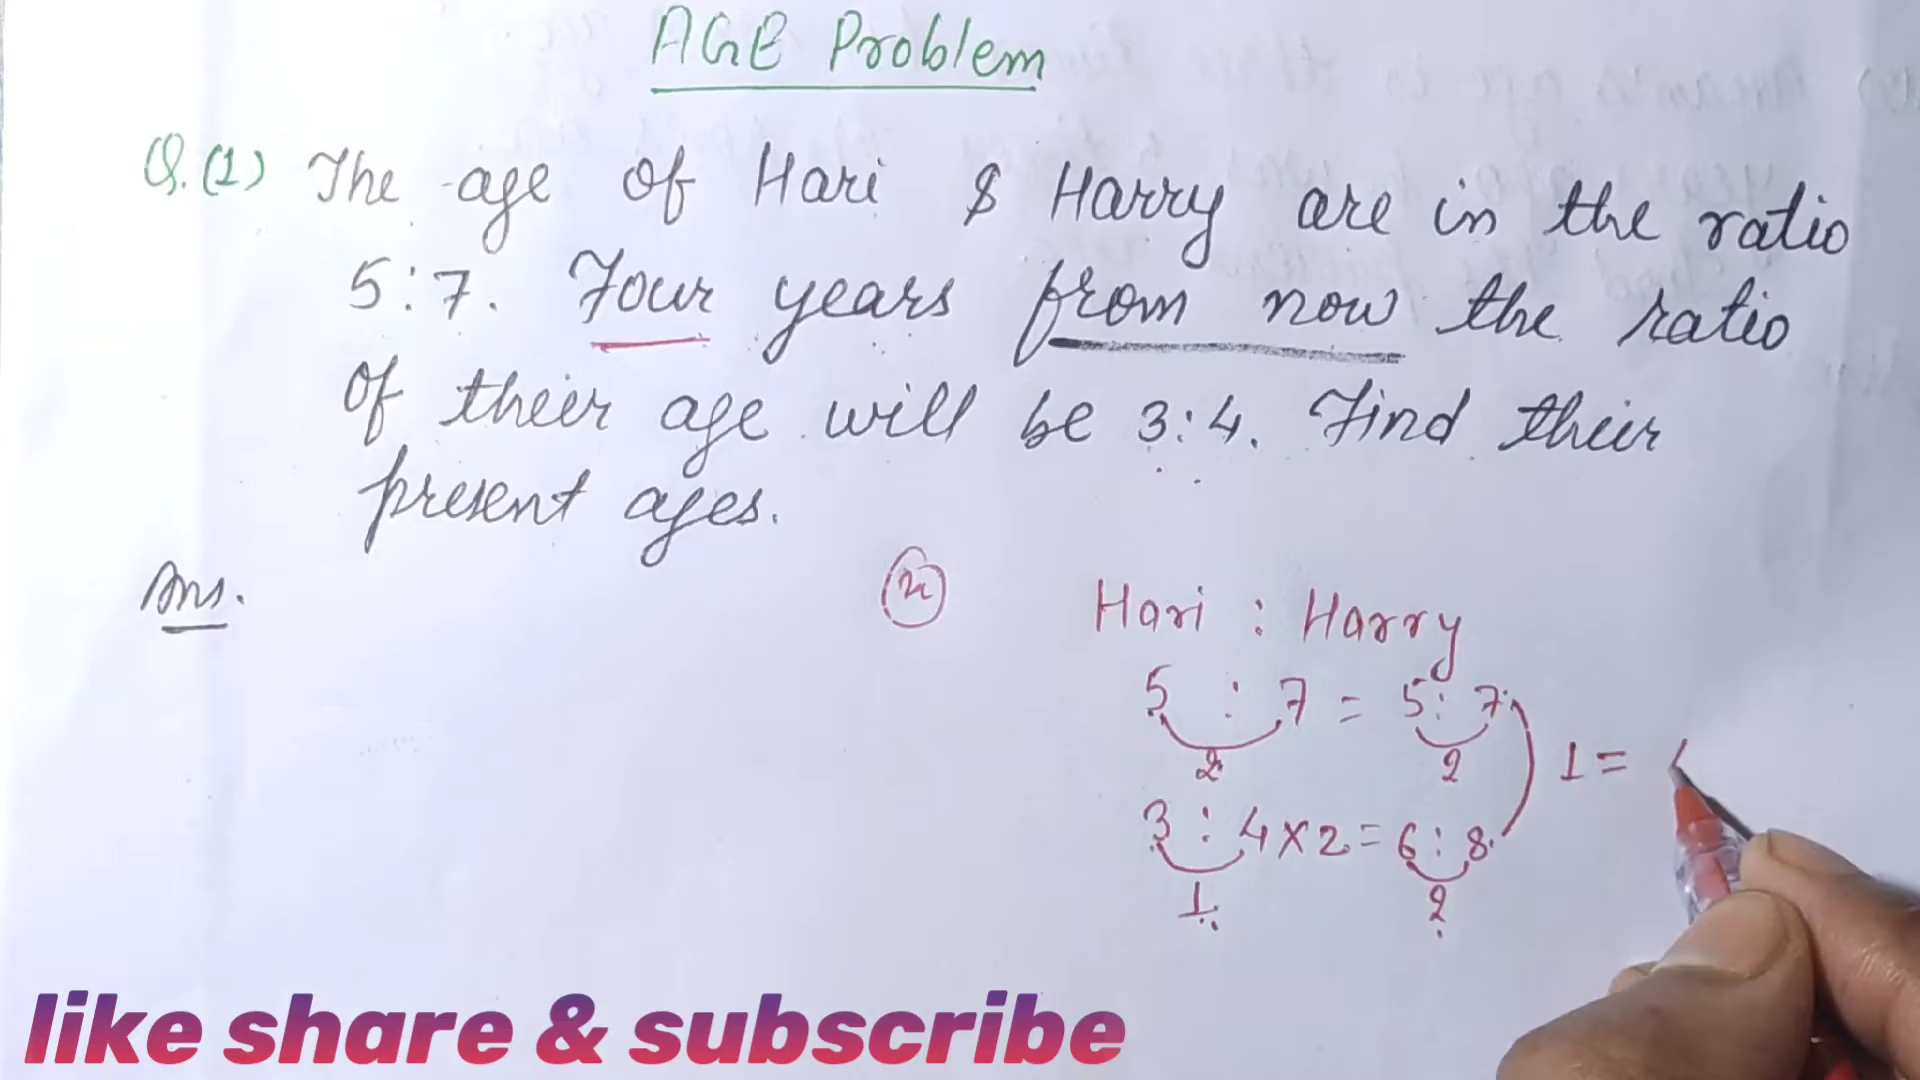 AGE Problem
Q.(1) The age of Hari & Harry are in the ratio
5:7. Four years from now the ratio
of their age will be 3:4. Find their
present ages.
Ans.
x
Hari : Harry
5 : 7 = 5 : 7
2 2
1 =
3 : 4 × 2 = 6 : 8
1 2
like share & subscribe